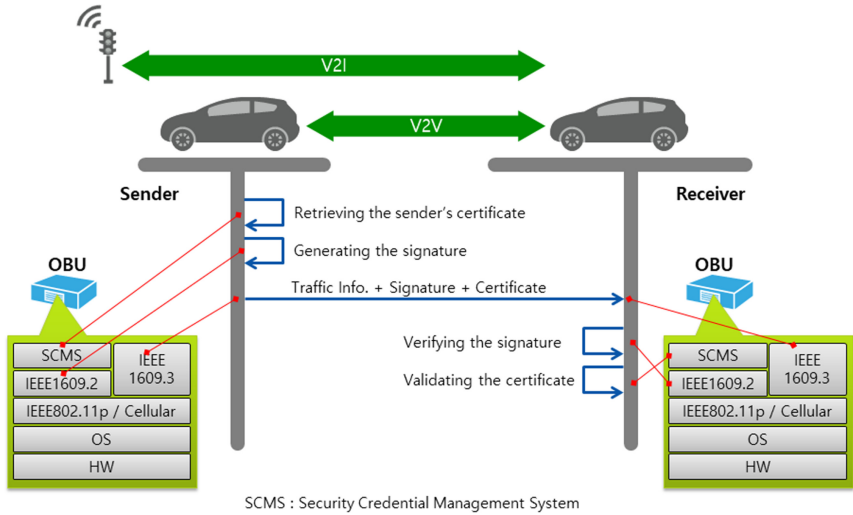 V2I
V2V
Sender
Receiver
Retrieving the sender's certificate
Generating the signature
OBU
OBU
Traffic Info. + Signature + Certificate
Verifying the signature
Validating the certificate
SCMS
IEEE
1609.3
IEEE1609.2
IEEE802.11p / Cellular
OS
HW
SCMS
IEEE
1609.3
IEEE1609.2
IEEE802.11p / Cellular
OS
HW
SCMS : Security Credential Management System